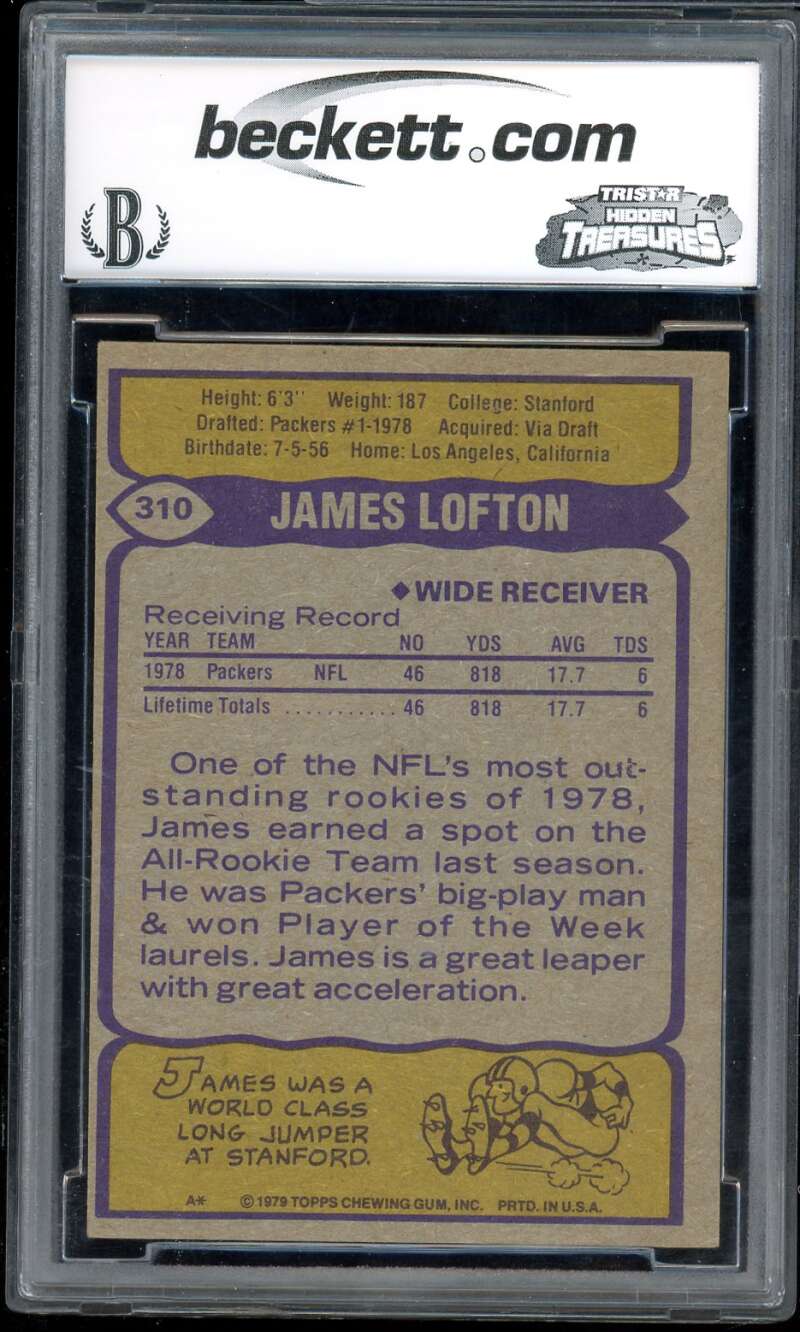 beckett.com
B
TRISTAR
HIDDEN
TREASURES
Height: 6'3'' Weight: 187 College: Stanford
Drafted: Packers #1-1978 Acquired: Via Draft
Birthdate: 7-5-56 Home: Los Angeles, California
310 JAMES LOFTON
◆WIDE RECEIVER
Receiving Record
YEAR TEAM NO YDS AVG TDS
1978 Packers NFL 46 818 17.7 6
Lifetime Totals ........... 46 818 17.7 6
One of the NFL's most out-
standing rookies of 1978,
James earned a spot on the
All-Rookie Team last season.
He was Packers' big-play man
& won Player of the Week
laurels. James is a great leaper
with great acceleration.
JAMES WAS A
WORLD CLASS
LONG JUMPER
AT STANFORD.
A* © 1979 TOPPS CHEWING GUM, INC. PRTD. IN U.S.A.